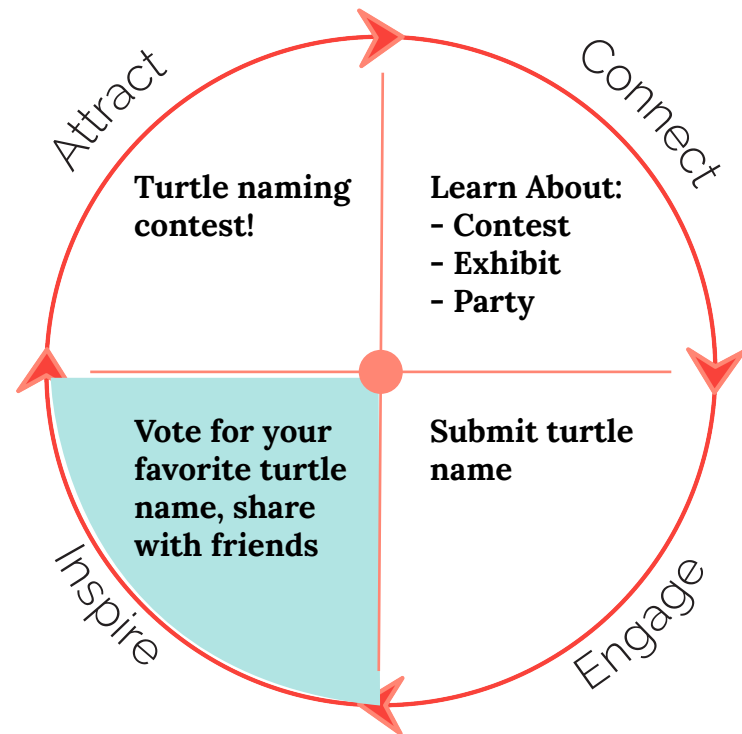 Attract
Connect
Turtle naming
contest!
Learn About:
- Contest
- Exhibit
- Party
Vote for your
favorite turtle
name, share
with friends
Submit turtle
name
Inspire
Engage